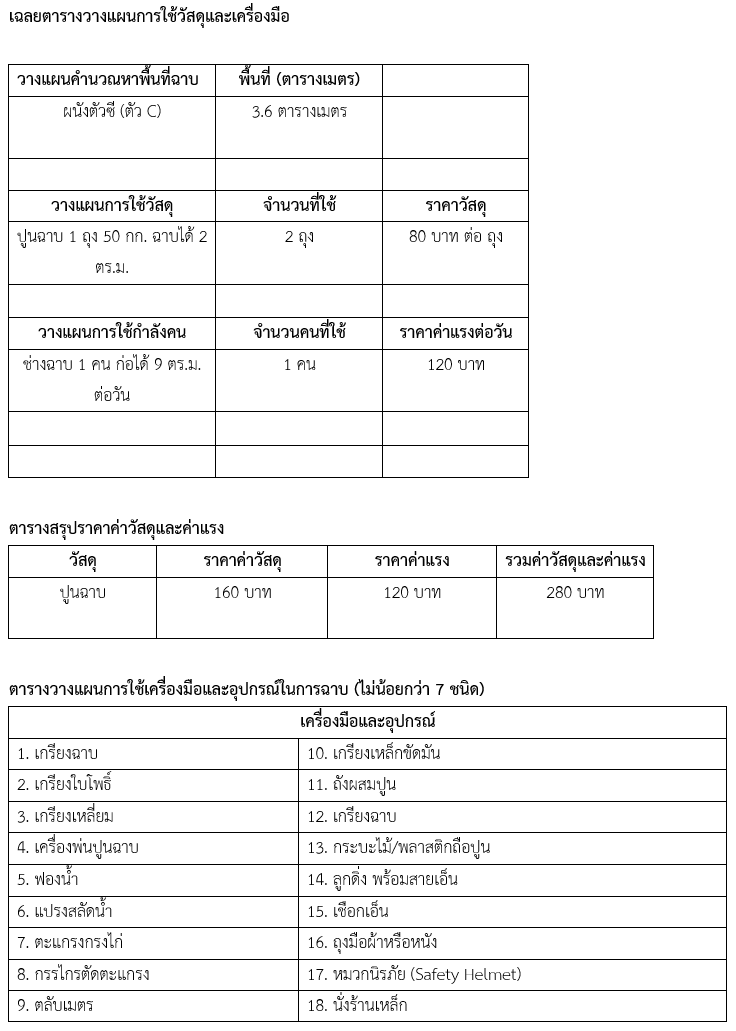 เฉลยตารางวางแผนการใช้วัสดุและเครื่องมือ
วางแผนคำนวณหาพื้นที่ฉาบ พื้นที่ (ตารางเมตร)
ผนังตัวซี (ตัว C) 3.6 ตารางเมตร
วางแผนการใช้วัสดุ จำนวนที่ใช้ ราคาวัสดุ
ปูนฉาบ 1 ถุง 50 กก. ฉาบได้ 2 2 ถุง 80 บาท ต่อ ถุง
ตร.ม.
วางแผนการใช้กำลังคน จำนวนคนที่ใช้ ราคาค่าแรงต่อวัน
ช่างฉาบ 1 คน ก่อได้ 9 ตร.ม. 1 คน 120 บาท
ต่อวัน
ตารางสรุปราคาค่าวัสดุและค่าแรง
วัสดุ ราคาค่าวัสดุ ราคาค่าแรง รวมค่าวัสดุและค่าแรง
ปูนฉาบ 160 บาท 120 บาท 280 บาท
ตารางวางแผนการใช้เครื่องมือและอุปกรณ์ในการฉาบ (ไม่น้อยกว่า 7 ชนิด)
เครื่องมือและอุปกรณ์
1. เกรียงฉาบ 10. เกรียงเหล็กขัดมัน
2. เกรียงใบโพธิ์ 11. ถังผสมปูน
3. เกรียงเหลี่ยม 12. เกรียงฉาบ
4. เครื่องพ่นปูนฉาบ 13. กระบะไม้/พลาสติกถือปูน
5. ฟองน้ำ 14. ลูกดิ่ง พร้อมสายเอ็น
6. แปรงสลัดน้ำ 15. เชือกเอ็น
7. ตะแกรงกรงไก่ 16. ถุงมือผ้าหรือหนัง
8. กรรไกรตัดตะแกรง 17. หมวกนิรภัย (Safety Helmet)
9. ตลับเมตร 18. นั่งร้านเหล็ก